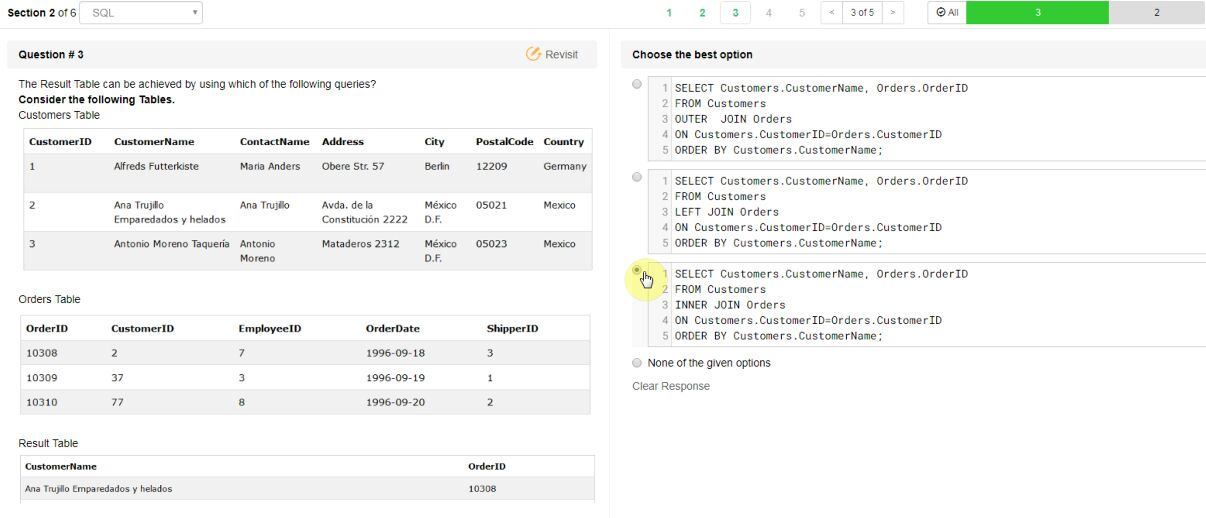 Section 2 of 6 SQL
1 2 3 4 5 < 3 of 5 > All 3 2
Question # 3 Revisit
The Result Table can be achieved by using which of the following queries?
Consider the following Tables.
Customers Table
CustomerID CustomerName ContactName Address City PostalCode Country
1 Alfreds Futterkiste Maria Anders Obere Str. 57 Berlin 12209 Germany
2 Ana Trujillo Emparedados y helados Ana Trujillo Avda. de la Constitución 2222 México D.F. 05021 Mexico
3 Antonio Moreno Taquería Antonio Moreno Mataderos 2312 México D.F. 05023 Mexico
Orders Table
OrderID CustomerID EmployeeID OrderDate ShipperID
10308 2 7 1996-09-18 3
10309 37 3 1996-09-19 1
10310 77 8 1996-09-20 2
Result Table
CustomerName OrderID
Ana Trujillo Emparedados y helados 10308
Choose the best option
1 SELECT Customers.CustomerName, Orders.OrderID
2 FROM Customers
3 OUTER  JOIN Orders
4 ON Customers.CustomerID=Orders.CustomerID
5 ORDER BY Customers.CustomerName;
1 SELECT Customers.CustomerName, Orders.OrderID
2 FROM Customers
3 LEFT JOIN Orders
4 ON Customers.CustomerID=Orders.CustomerID
5 ORDER BY Customers.CustomerName;
1 SELECT Customers.CustomerName, Orders.OrderID
2 FROM Customers
3 INNER JOIN Orders
4 ON Customers.CustomerID=Orders.CustomerID
5 ORDER BY Customers.CustomerName;
None of the given options
Clear Response